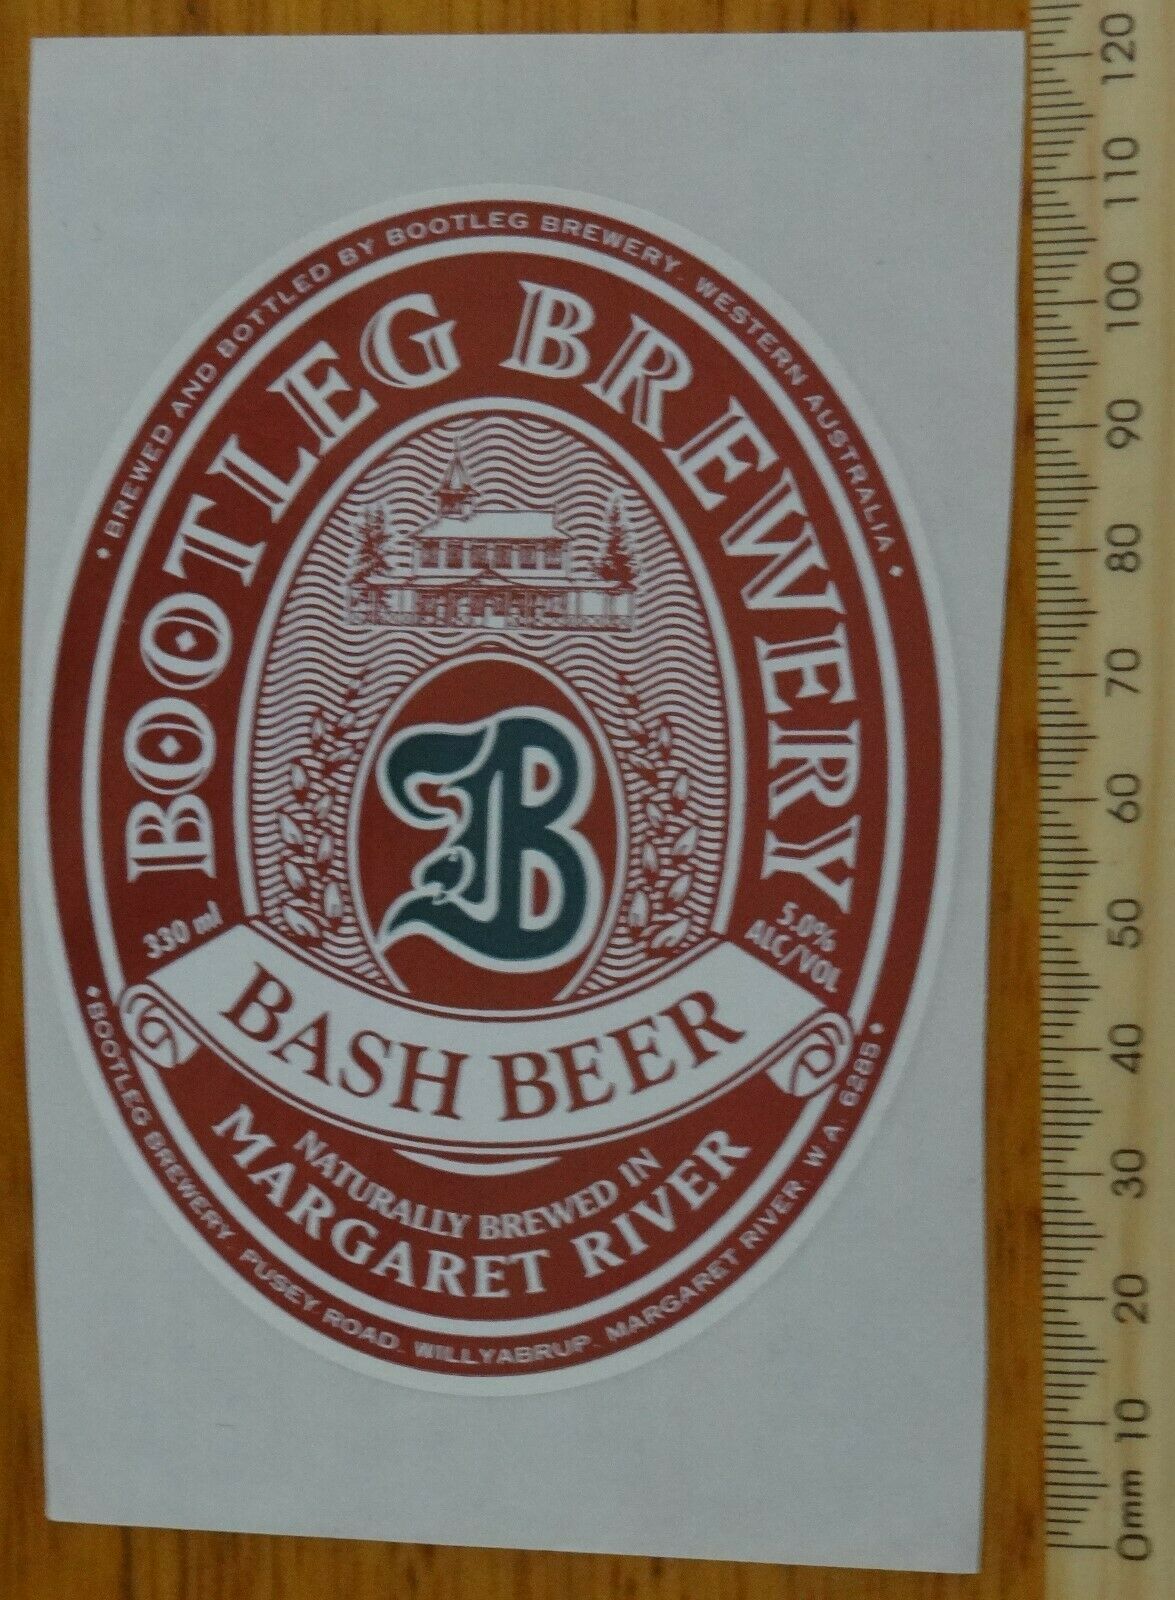 BREWED AND BOTTLED BY BOOTLEG BREWERY. WESTERN AUSTRALIA
BOOTLEG BREWERY
B
330 ml
5.0%
ALC/VOL
BASH BEER
NATURALLY BREWED IN
MARGARET RIVER
BOOTLEG BREWERY. PUSEY ROAD. WILLYABRUP. MARGARET RIVER. W.A. 6285
120
110
100
90
80
70
60
50
40
30
20
10
0mm